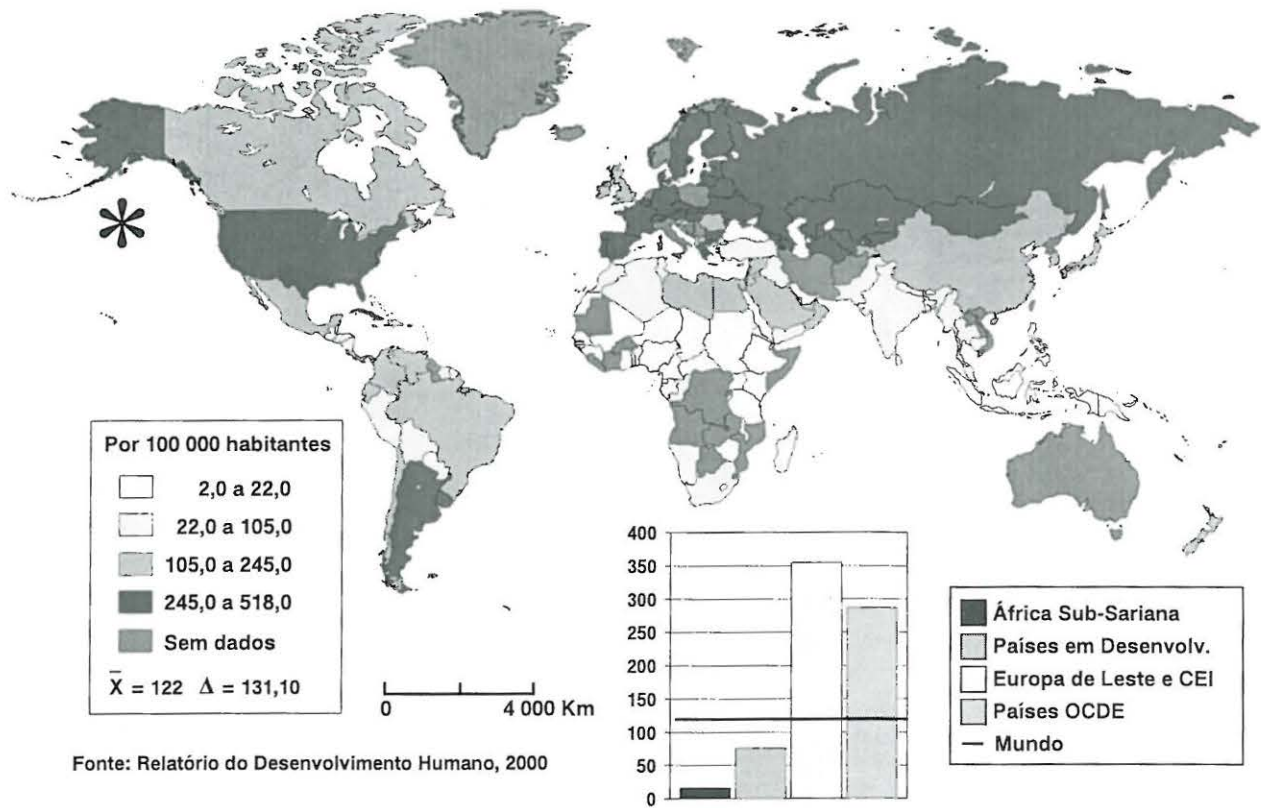 Por 100 000 habitantes
2,0 a 22,0
22,0 a 105,0
105,0 a 245,0
245,0 a 518,0
Sem dados
X̄ = 122 Δ = 131,10
0 4 000 Km
Fonte: Relatório do Desenvolvimento Humano, 2000
400
350
300
250
200
150
100
50
0
África Sub-Sariana
Países em Desenvolv.
Europa de Leste e CEI
Países OCDE
Mundo